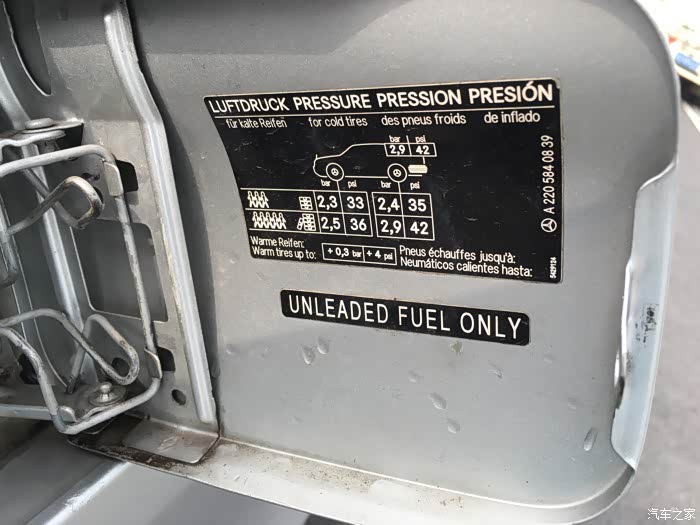 LUFTDRUCK PRESSURE PRESSION PRESIÓN
für kalte Reifen for cold tires des pneus froids de inflado
bar psi
2,9 42
bar psi bar psi
2,3 33 2,4 35
2,5 36 2,9 42
Warme Reifen:
Warm tires up to: + 0,3 bar + 4 psi Pneus échauffes jusqu'à:
Neumáticos calientes hasta:
A 220 584 08 39
UNLEADED FUEL ONLY
汽车之家